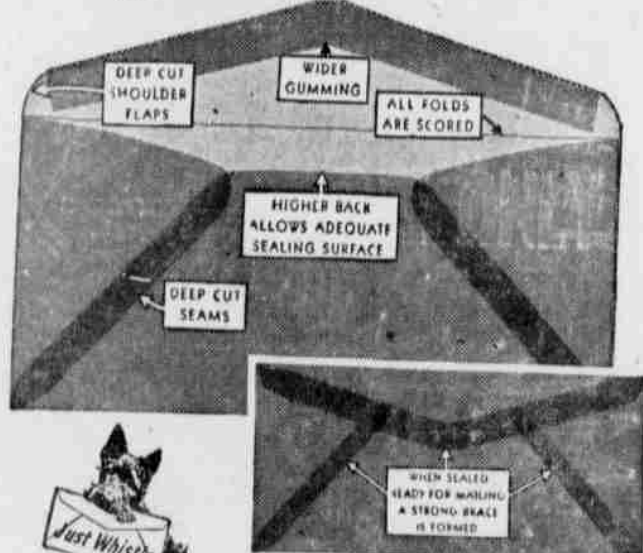 DEEP CUT
SHOULDER
FLAPS
WIDER
GUMMING
ALL FOLDS
ARE SCORED
HIGHER BACK
ALLOWS ADEQUATE
SEALING SURFACE
DEEP CUT
SEAMS
WHEN SEALED
READY FOR MAILING
A STRONG BRACE
IS FORMED
Just